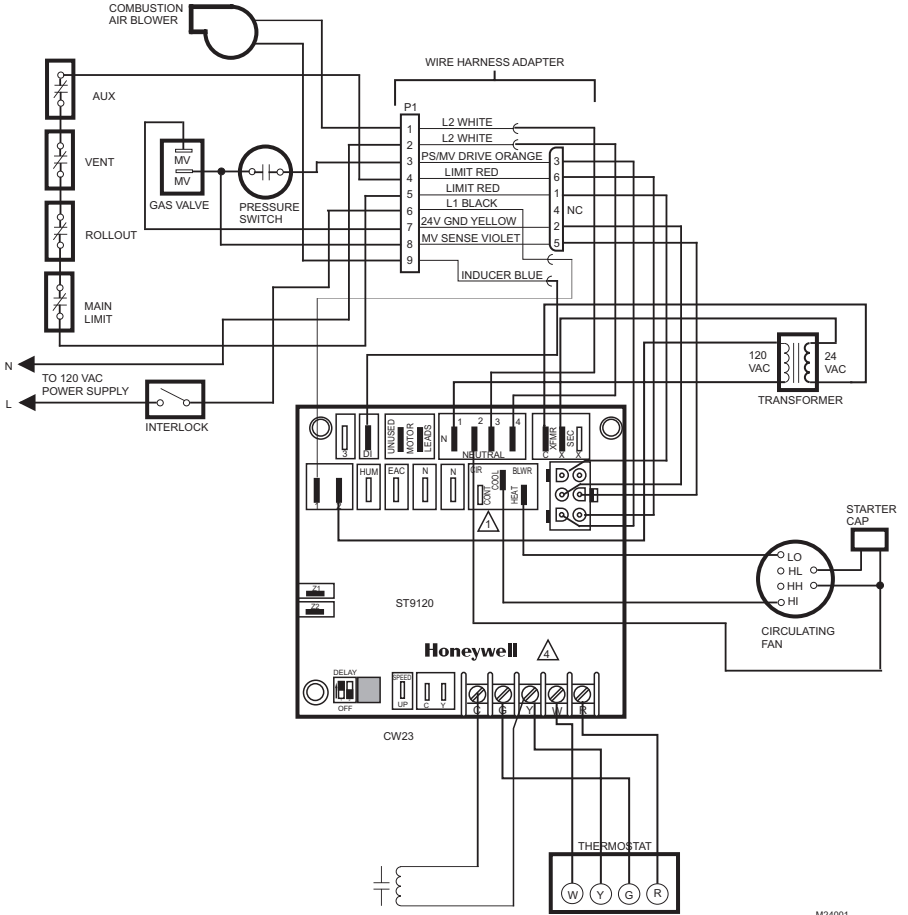 COMBUSTION
AIR BLOWER
WIRE HARNESS ADAPTER
AUX
VENT
ROLLOUT
MAIN
LIMIT
MV
MV
GAS VALVE
PRESSURE
SWITCH
P1
1
2
3
4
5
6
7
8
9
L2 WHITE
L2 WHITE
PS/MV DRIVE ORANGE
LIMIT RED
LIMIT RED
L1 BLACK
24V GND YELLOW
MV SENSE VIOLET
INDUCER BLUE
3
6
1
4 NC
2
5
N
TO 120 VAC
POWER SUPPLY
L
INTERLOCK
120
VAC
24
VAC
TRANSFORMER
3
DI
UNUSED
MOTOR
LEADS
N
1
2
3
4
NEUTRAL
XFMR
SEC
C
X
X
1
HUM
EAC
N
N
CIR
BLWR
CONT
COOL
HEAT
1
Z1
Z2
ST9120
Honeywell
4
DELAY
OFF
SPEED
UP
C
Y
C
G
Y
W
R
CW23
STARTER
CAP
LO
HL
HH
HI
CIRCULATING
FAN
THERMOSTAT
W
Y
G
R